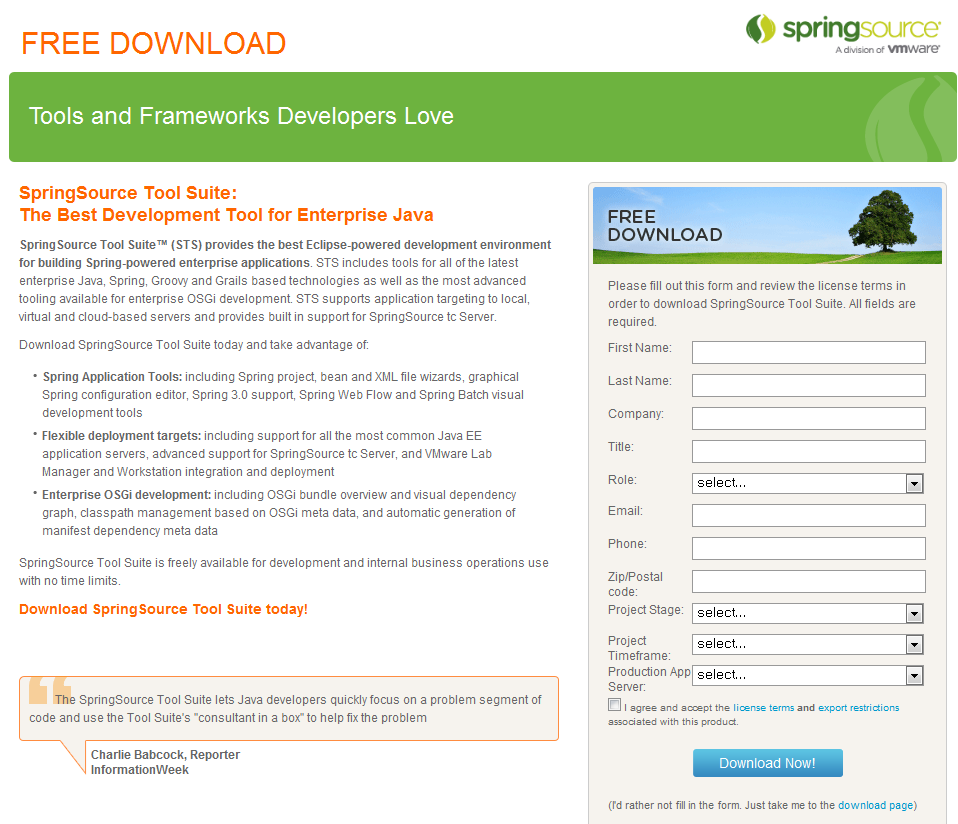 FREE DOWNLOAD
springsource
A division of vmware
Tools and Frameworks Developers Love
SpringSource Tool Suite:
The Best Development Tool for Enterprise Java
SpringSource Tool Suite™ (STS) provides the best Eclipse-powered development environment
for building Spring-powered enterprise applications. STS includes tools for all of the latest
enterprise Java, Spring, Groovy and Grails based technologies as well as the most advanced
tooling available for enterprise OSGi development. STS supports application targeting to local,
virtual and cloud-based servers and provides built in support for SpringSource tc Server.
Download SpringSource Tool Suite today and take advantage of:
• Spring Application Tools: including Spring project, bean and XML file wizards, graphical
Spring configuration editor, Spring 3.0 support, Spring Web Flow and Spring Batch visual
development tools
• Flexible deployment targets: including support for all the most common Java EE
application servers, advanced support for SpringSource tc Server, and VMware Lab
Manager and Workstation integration and deployment
• Enterprise OSGi development: including OSGi bundle overview and visual dependency
graph, classpath management based on OSGi meta data, and automatic generation of
manifest dependency meta data
SpringSource Tool Suite is freely available for development and internal business operations use
with no time limits.
Download SpringSource Tool Suite today!
The SpringSource Tool Suite lets Java developers quickly focus on a problem segment of
code and use the Tool Suite's "consultant in a box" to help fix the problem
Charlie Babcock, Reporter
InformationWeek
FREE
DOWNLOAD
Please fill out this form and review the license terms in
order to download SpringSource Tool Suite. All fields are
required.
First Name:
Last Name:
Company:
Title:
Role: select...
Email:
Phone:
Zip/Postal
code:
Project Stage: select...
Project
Timeframe: select...
Production App
Server: select...
I agree and accept the license terms and export restrictions
associated with this product.
Download Now!
(I'd rather not fill in the form. Just take me to the download page)